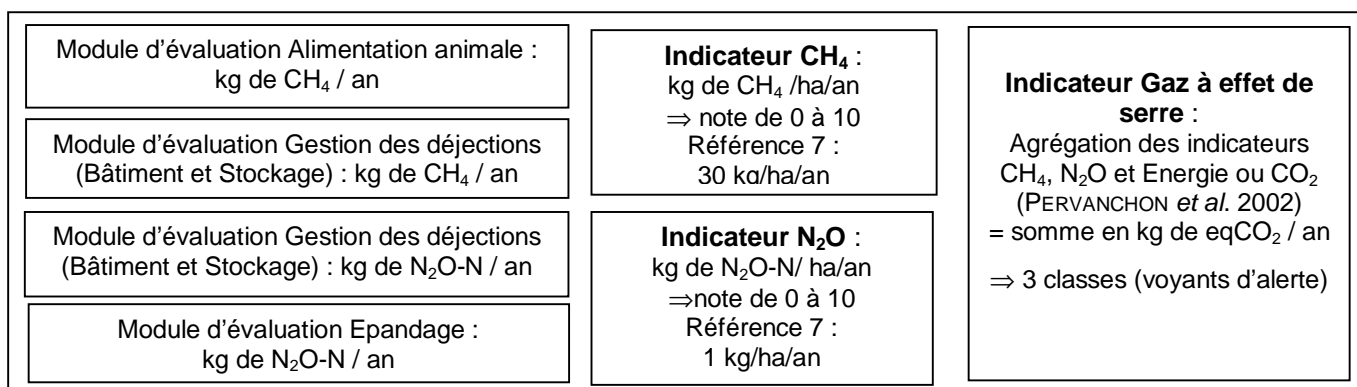 Module d'évaluation Alimentation animale :
kg de CH₄ / an
Module d'évaluation Gestion des déjections
(Bâtiment et Stockage) : kg de CH₄ / an
Module d'évaluation Gestion des déjections
(Bâtiment et Stockage) : kg de N₂O-N / an
Module d'évaluation Epandage :
kg de N₂O-N / an
Indicateur CH₄ :
kg de CH₄ /ha/an
⇒ note de 0 à 10
Référence 7 :
30 kg/ha/an
Indicateur N₂O :
kg de N₂O-N/ ha/an
⇒note de 0 à 10
Référence 7 :
1 kg/ha/an
Indicateur Gaz à effet de
serre :
Agrégation des indicateurs
CH₄, N₂O et Energie ou CO₂
(PERVANCHON et al. 2002)
= somme en kg de eqCO₂ / an
⇒ 3 classes (voyants d'alerte)